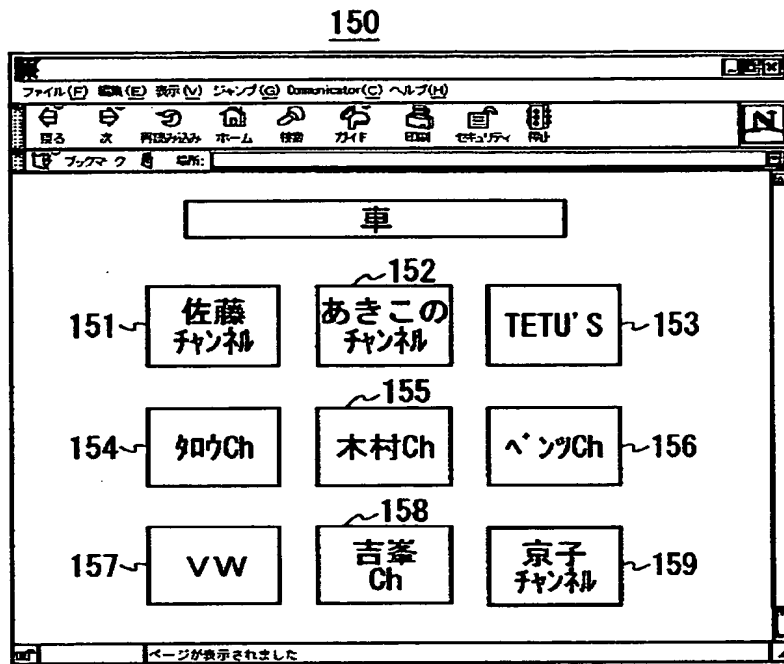 150
ファイル(F) 編集(E) 表示(V) ジャンプ(G) Communicator(C) ヘルプ(H)
戻る 次 再読み込み ホーム 検索 ガイド 印刷 セキュリティ 停止 N
ブックマーク 場所:
車
152
151 佐藤 あきこの TETU'S 153
チャンネル チャンネル
155
154 タロウCh 木村Ch ベンツCh 156
158
157 VW 吉峯 京子 159
Ch チャンネル
ページが表示されました